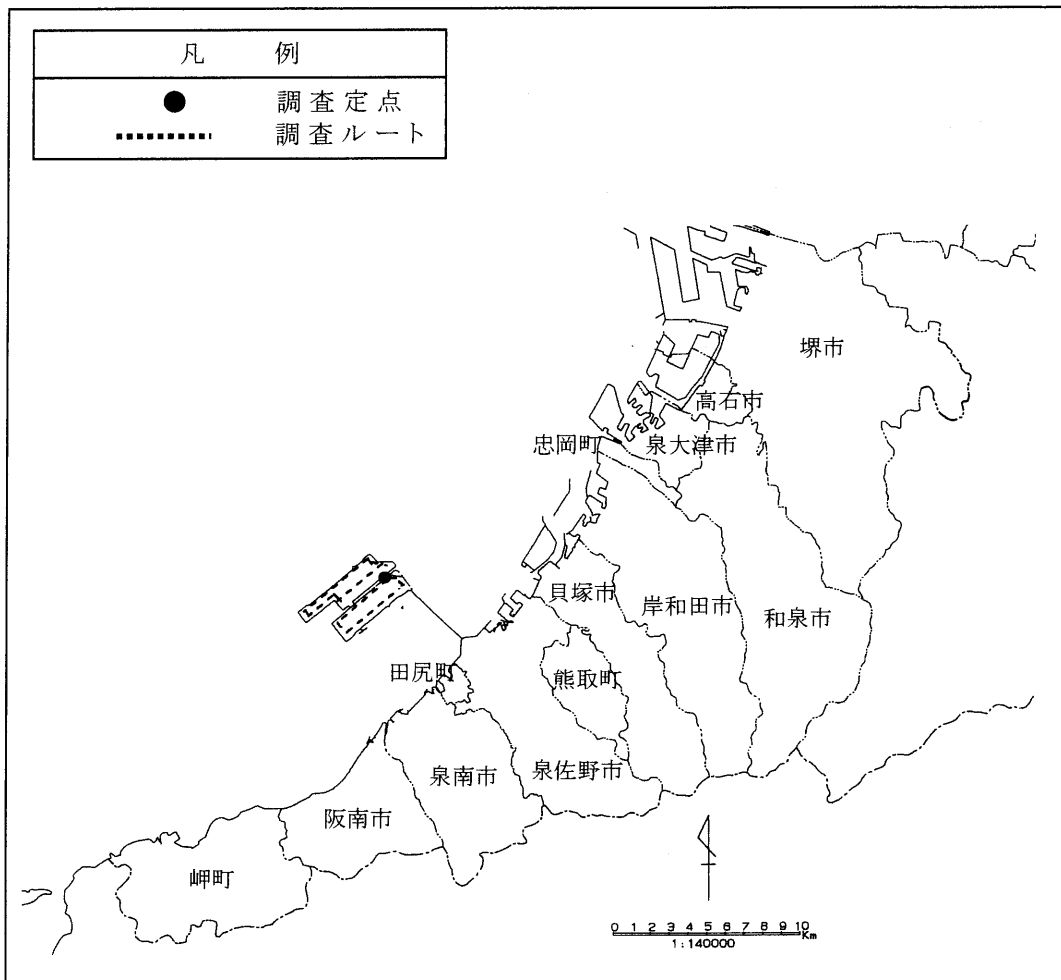 凡 例
調査定点
調査ルート
堺市
高石市
忠岡町
泉大津市
貝塚市
岸和田市
和泉市
田尻町
熊取町
泉南市
泉佐野市
阪南市
岬町
0 1 2 3 4 5 6 7 8 9 10
Km
1:140000